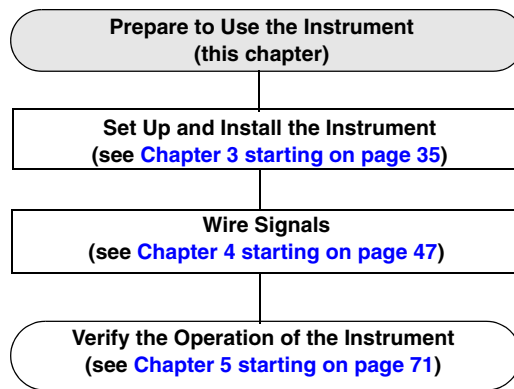 Prepare to Use the Instrument
(this chapter)
Set Up and Install the Instrument
(see Chapter 3 starting on page 35)
Wire Signals
(see Chapter 4 starting on page 47)
Verify the Operation of the Instrument
(see Chapter 5 starting on page 71)